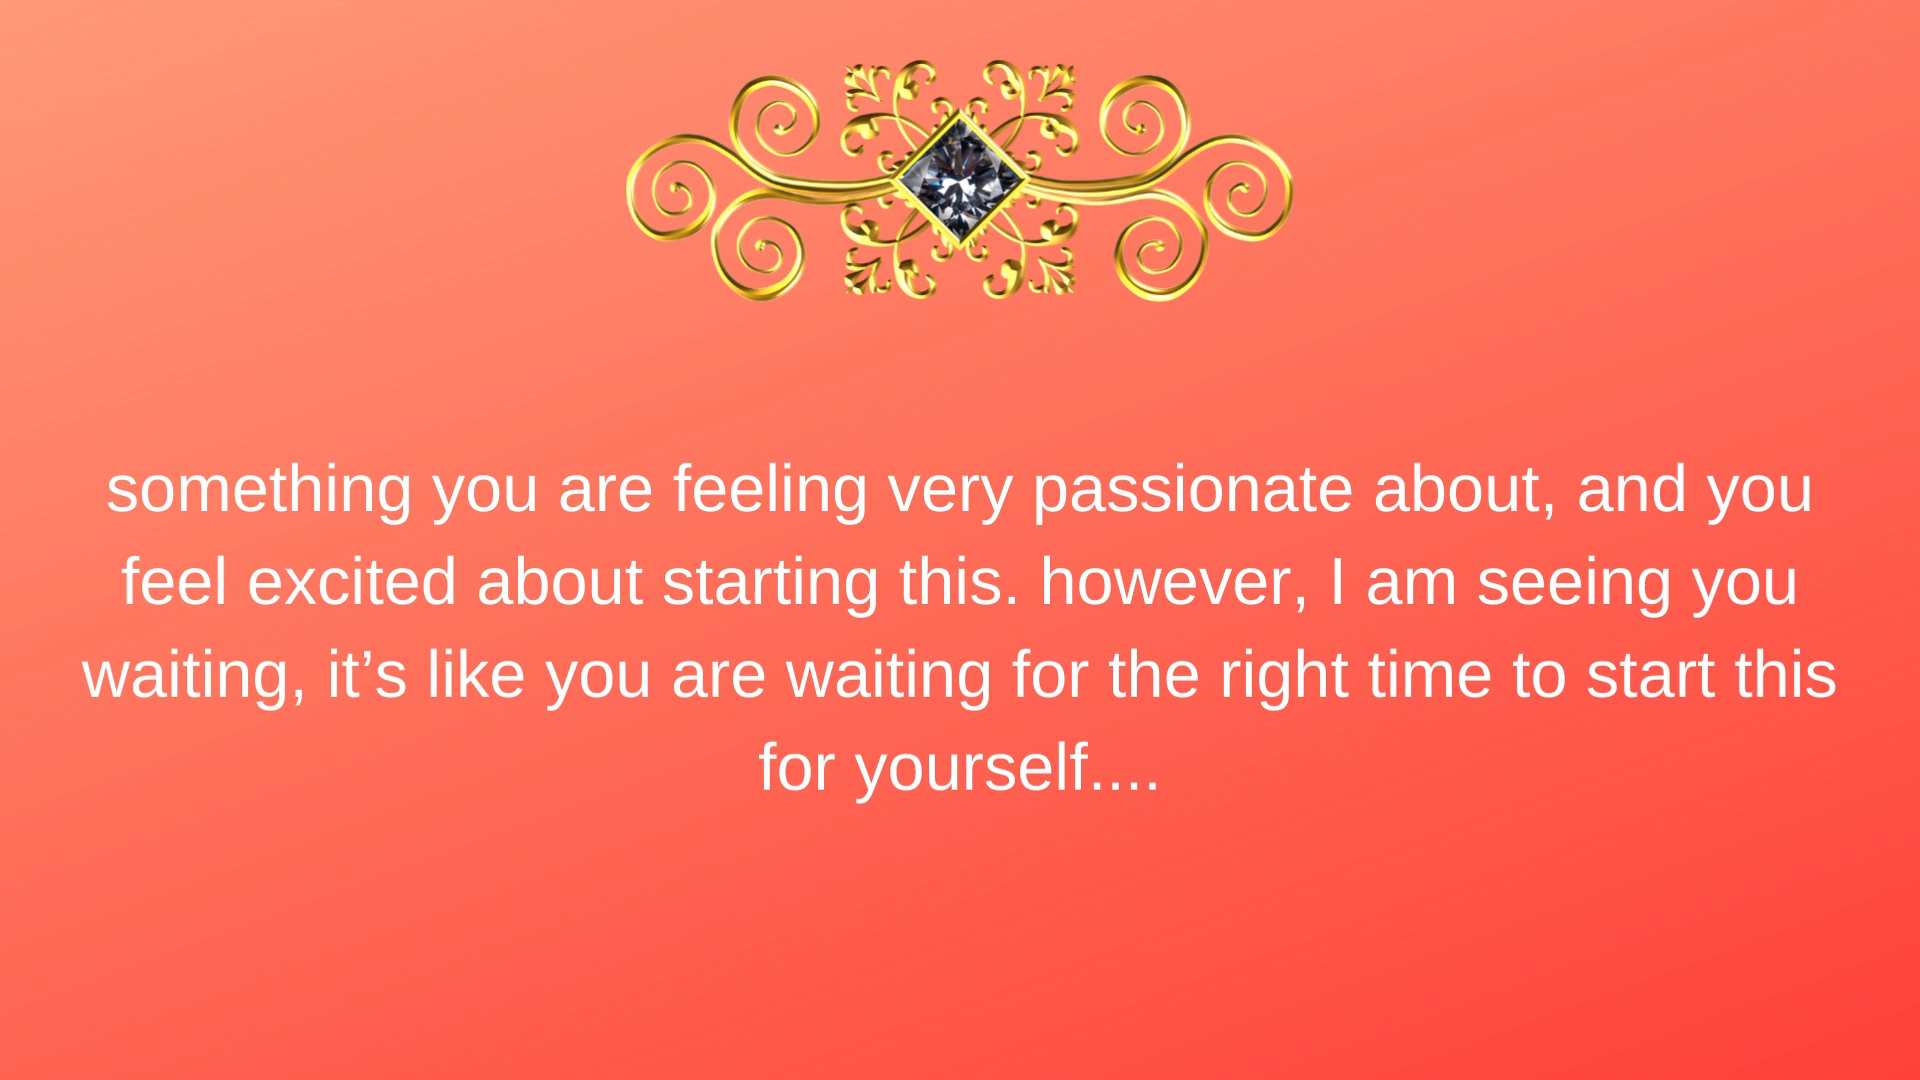 something you are feeling very passionate about, and you
feel excited about starting this. however, I am seeing you
waiting, it’s like you are waiting for the right time to start this
for yourself....